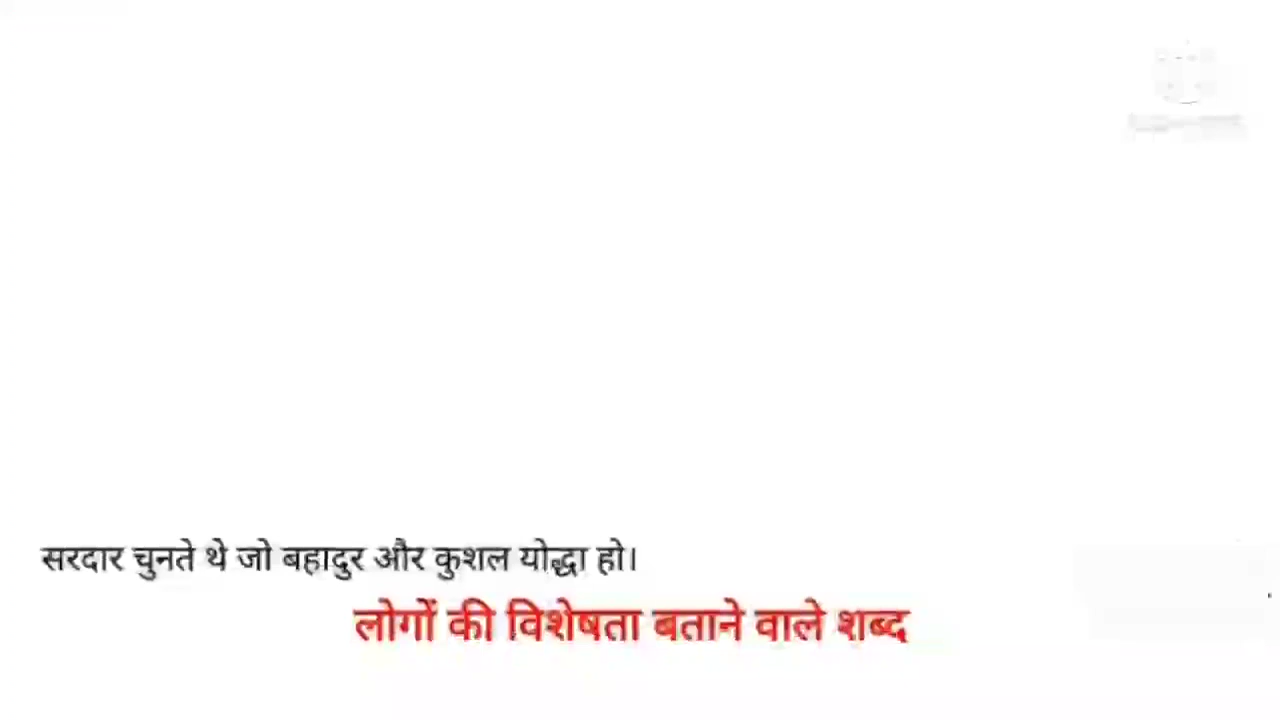 सरदार चुनते थे जो बहादुर और कुशल योद्धा हो।
लोगों की विशेषता बताने वाले शब्द